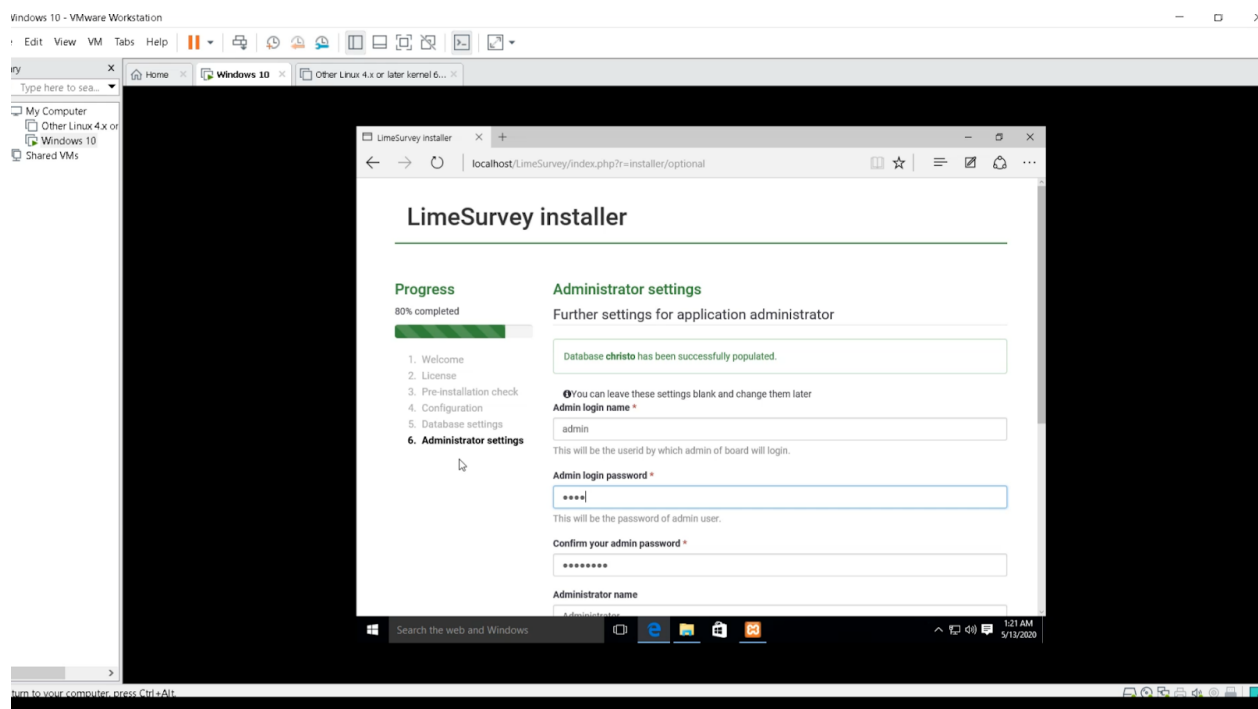 Windows 10 - VMware Workstation
Edit View VM Tabs Help
Home
Windows 10
Other Linux 4.x or later kernel 6...
Type here to sea...
My Computer
Other Linux 4.x or
Windows 10
Shared VMs
LimeSurvey installer
localhost/LimeSurvey/index.php?r=installer/optional
LimeSurvey installer
Progress
80% completed
1. Welcome
2. License
3. Pre-installation check
4. Configuration
5. Database settings
6. Administrator settings
Administrator settings
Further settings for application administrator
Database christo has been successfully populated.
You can leave these settings blank and change them later
Admin login name *
admin
This will be the userid by which admin of board will login.
Admin login password *
••••
This will be the password of admin user.
Confirm your admin password *
••••••••
Administrator name
Administrator
Search the web and Windows
1:21 AM
5/13/2020
turn to your computer, press Ctrl+Alt.